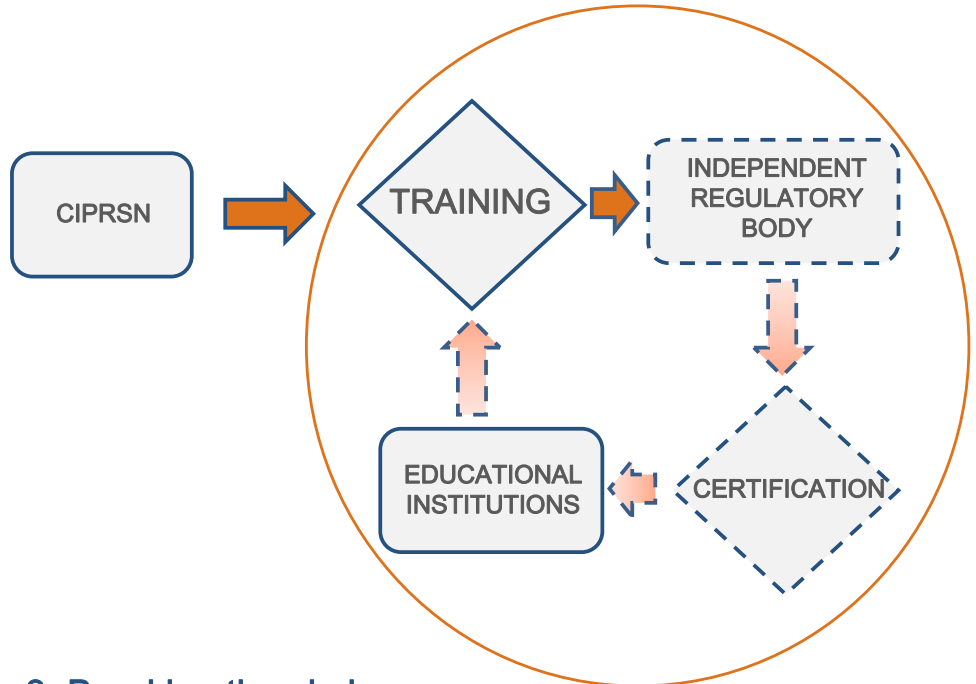 CIPRSN
TRAINING
INDEPENDENT
REGULATORY
BODY
CERTIFICATION
EDUCATIONAL
INSTITUTIONS